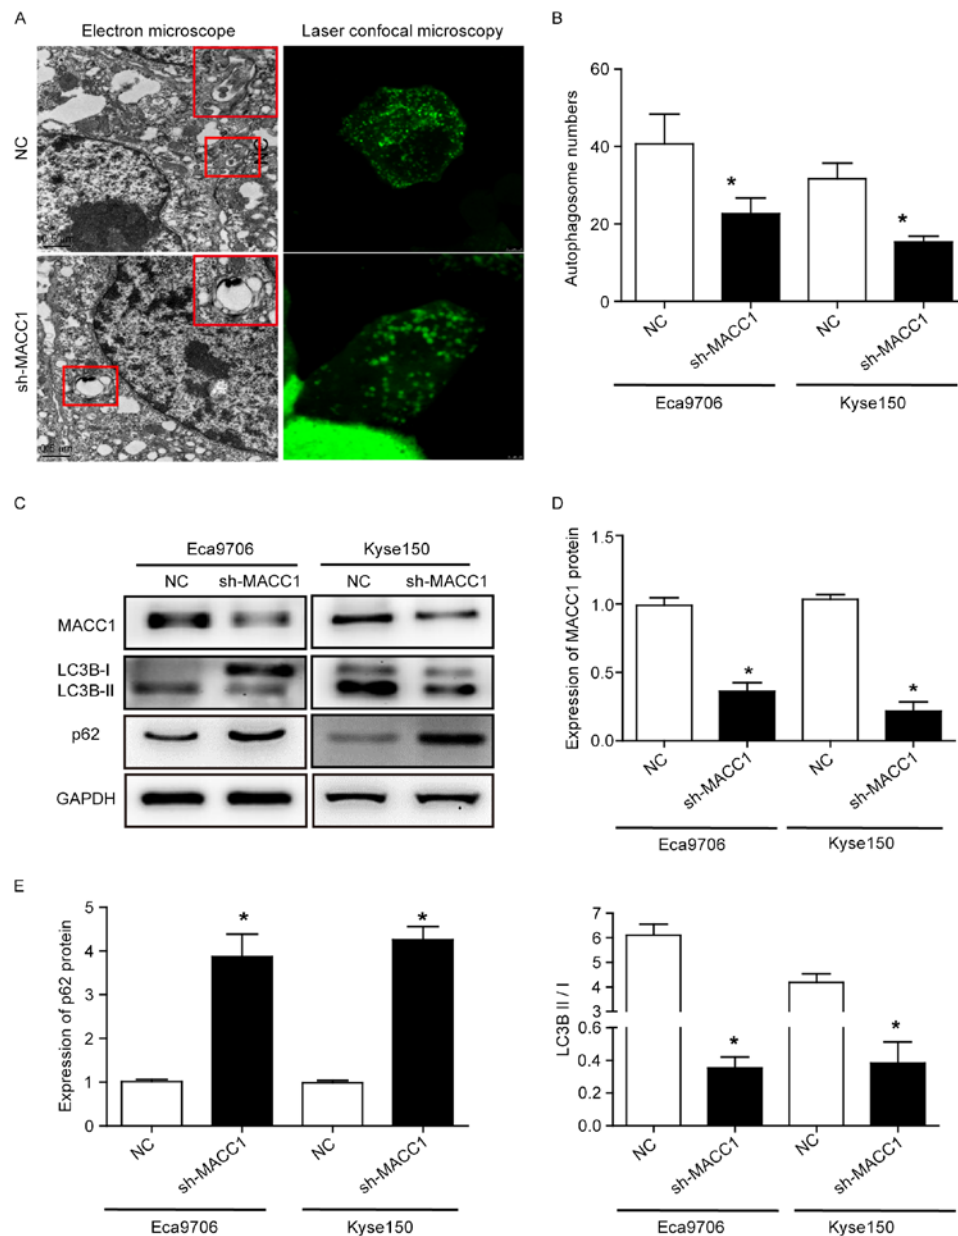 A
Electron microscope
Laser confocal microscopy
NC
sh-MACC1
B
Autophagosome numbers
60
40
20
0
*
*
NC
sh-MACC1
NC
sh-MACC1
Eca9706
Kyse150
C
Eca9706
Kyse150
NC
sh-MACC1
NC
sh-MACC1
MACC1
LC3B-I
LC3B-II
p62
GAPDH
D
Expression of MACC1 protein
1.5
1.0
0.5
0.0
*
*
NC
sh-MACC1
NC
sh-MACC1
Eca9706
Kyse150
E
Expression of p62 protein
5
4
3
2
1
0
*
*
NC
sh-MACC1
NC
sh-MACC1
Eca9706
Kyse150
LC3B II / I
7
6
5
4
3
0.6
0.4
0.2
0.0
*
*
NC
sh-MACC1
NC
sh-MACC1
Eca9706
Kyse150